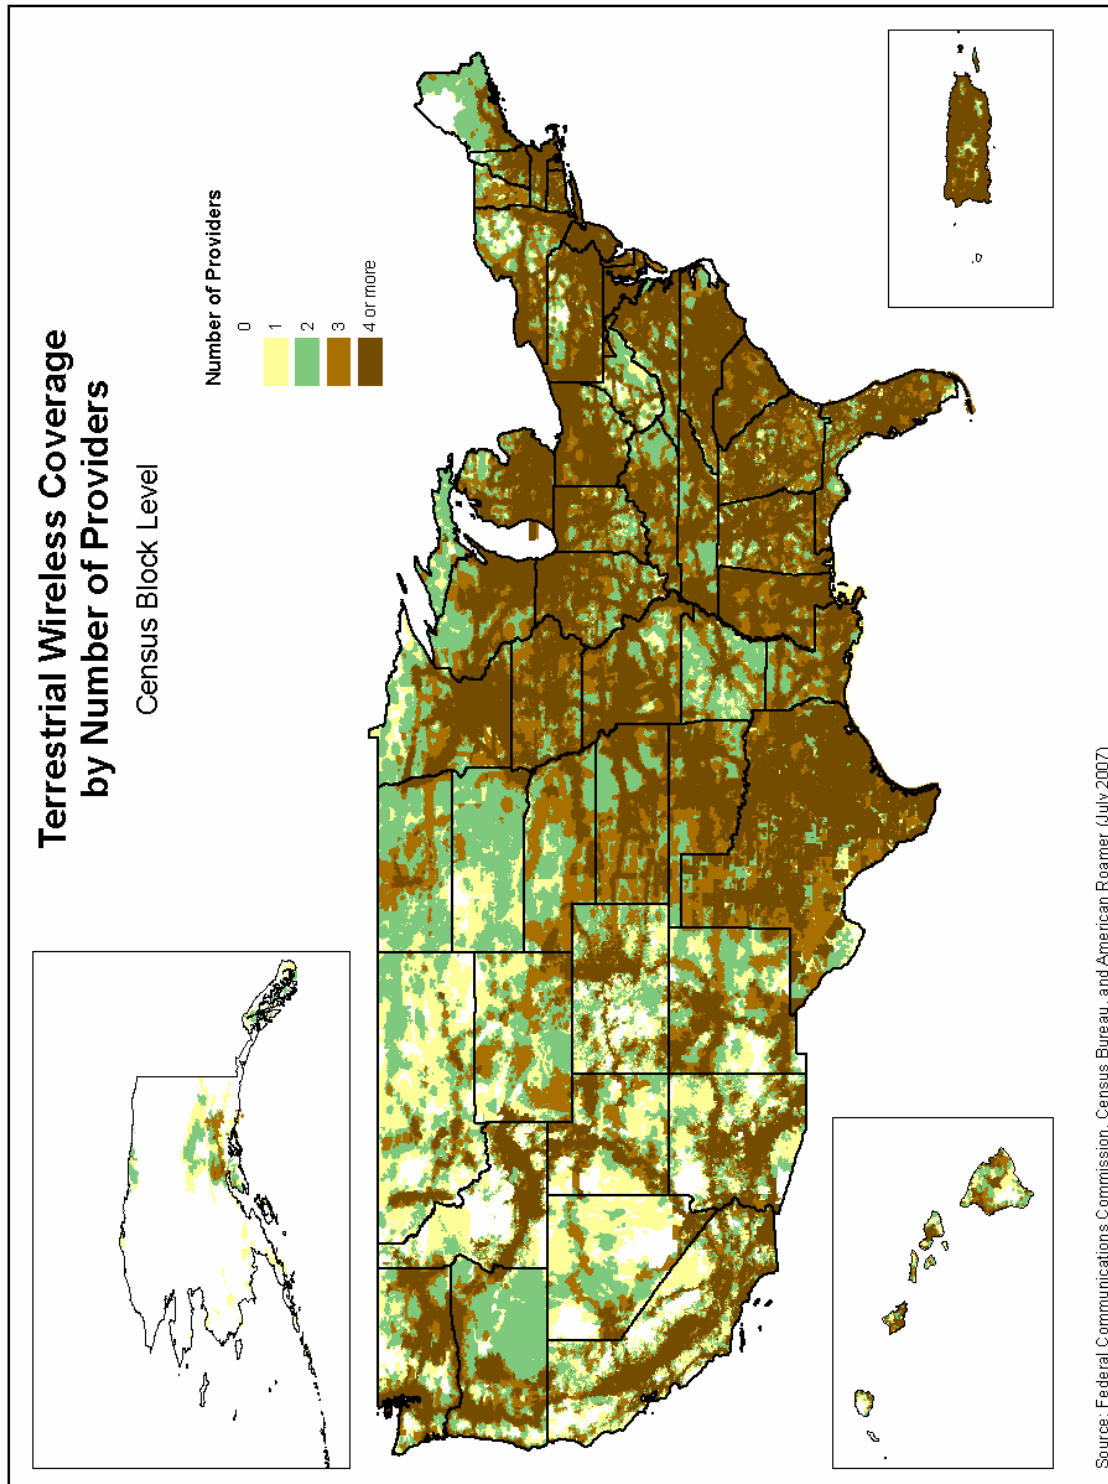 Terrestrial Wireless Coverage
by Number of Providers
Census Block Level
Number of Providers
0
1
2
3
4 or more
Source: Federal Communications Commission, Census Bureau, and American Roamer (July 2007)